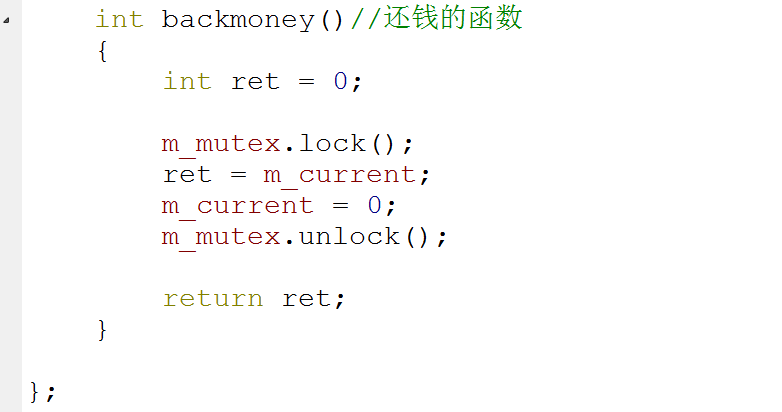 int backmoney()//还钱的函数
{
int ret = 0;
m_mutex.lock();
ret = m_current;
m_current = 0;
m_mutex.unlock();
return ret;
}
};